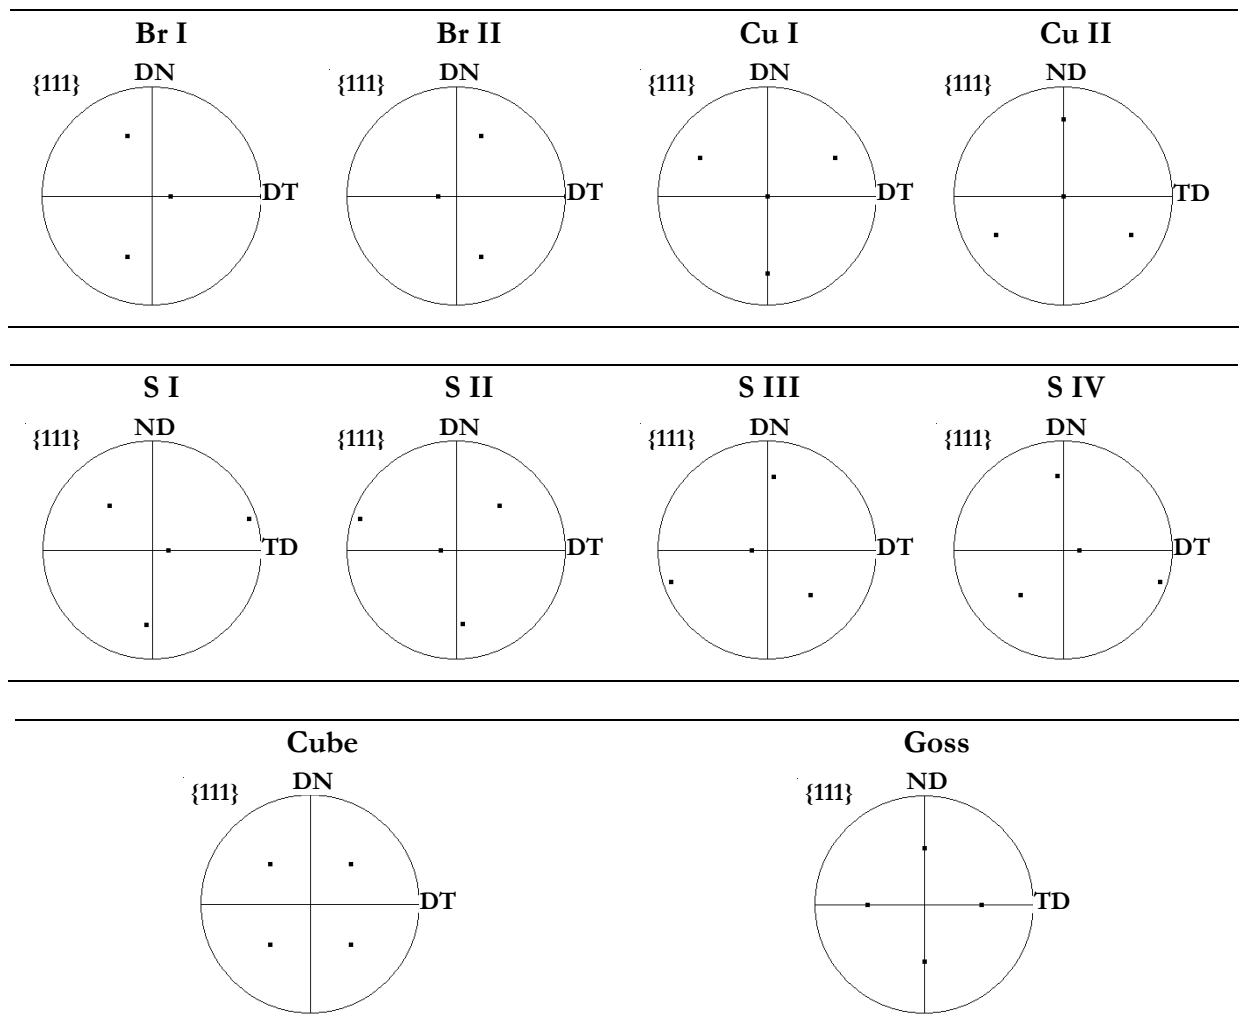 Br I Br II Cu I Cu II
{111} DN {111} DN {111} DN {111} ND
DT DT DT TD
S I S II S III S IV
{111} ND {111} DN {111} DN {111} DN
TD DT DT DT
Cube Goss
{111} DN {111} ND
DT TD